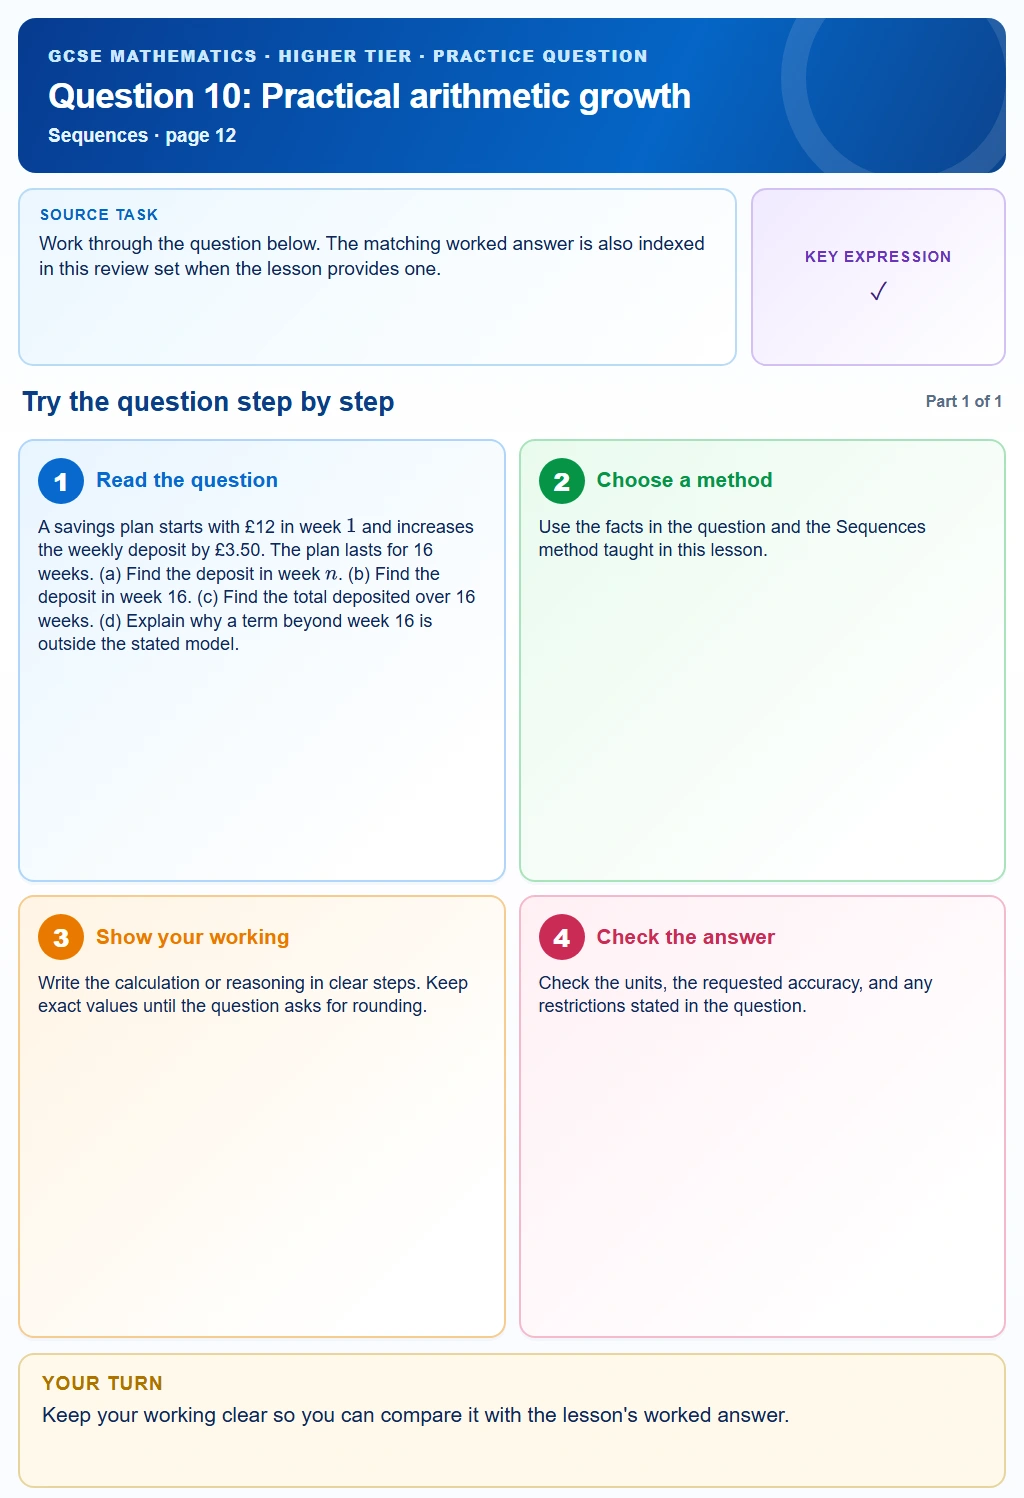 GCSE MATHEMATICS · HIGHER TIER · PRACTICE QUESTION
Question 10: Practical arithmetic growth
Sequences · page 12
SOURCE TASK
Work through the question below. The matching worked answer is also indexed
in this review set when the lesson provides one.
KEY EXPRESSION
✓
Try the question step by step
Part 1 of 1
1 Read the question
A savings plan starts with £12 in week 1 and increases
the weekly deposit by £3.50. The plan lasts for 16
weeks. (a) Find the deposit in week n. (b) Find the
deposit in week 16. (c) Find the total deposited over 16
weeks. (d) Explain why a term beyond week 16 is
outside the stated model.
2 Choose a method
Use the facts in the question and the Sequences
method taught in this lesson.
3 Show your working
Write the calculation or reasoning in clear steps. Keep
exact values until the question asks for rounding.
4 Check the answer
Check the units, the requested accuracy, and any
restrictions stated in the question.
YOUR TURN
Keep your working clear so you can compare it with the lesson's worked answer.